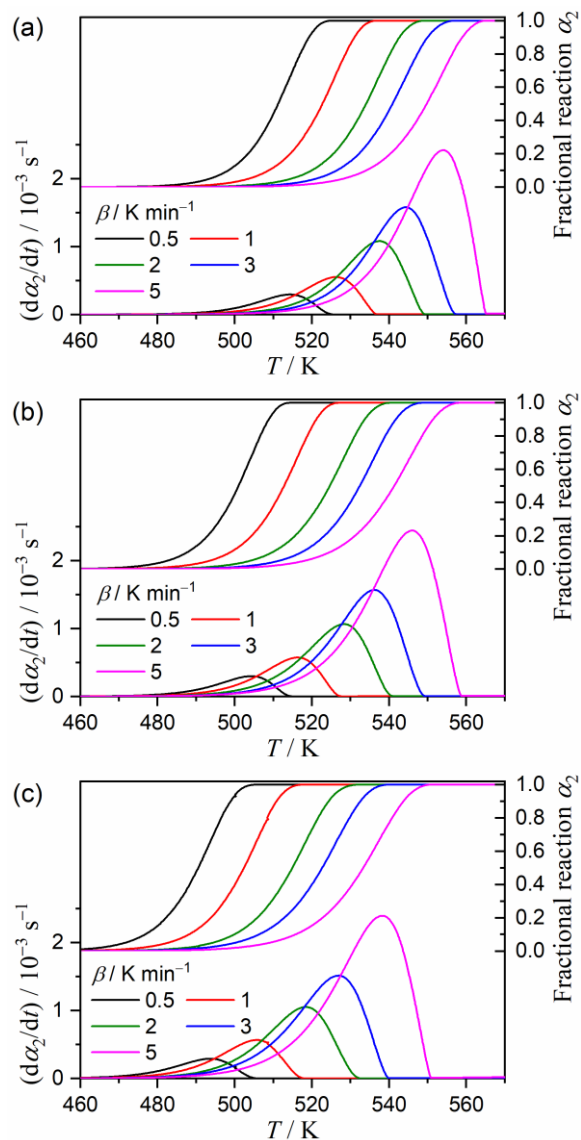 (a)
1.0
0.8
0.6
0.4
0.2
0.0
Fractional reaction α₂
2
1
0
(dα₂/dt) / 10⁻³ s⁻¹
β / K min⁻¹
0.5 1
2 3
5
460 480 500 520 540 560
T / K
(b)
1.0
0.8
0.6
0.4
0.2
0.0
Fractional reaction α₂
2
1
0
(dα₂/dt) / 10⁻³ s⁻¹
β / K min⁻¹
0.5 1
2 3
5
460 480 500 520 540 560
T / K
(c)
1.0
0.8
0.6
0.4
0.2
0.0
Fractional reaction α₂
2
1
0
(dα₂/dt) / 10⁻³ s⁻¹
β / K min⁻¹
0.5 1
2 3
5
460 480 500 520 540 560
T / K